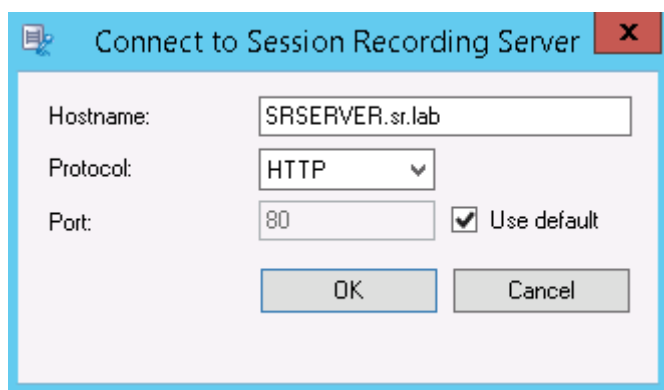 Connect to Session Recording Server x
Hostname: SRSERVER.sr.lab
Protocol: HTTP
Port: 80 Use default
OK Cancel